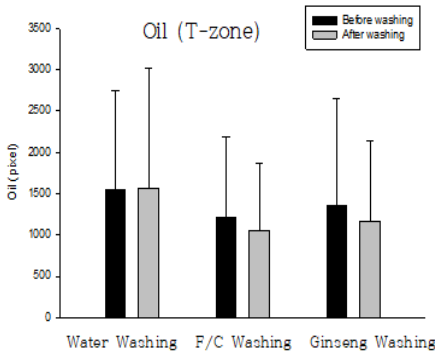 Oil (T-zone)
Before washing
After washing
Oil (pixel)
3500
3000
2500
2000
1500
1000
500
0
Water Washing F/C Washing Ginseng Washing